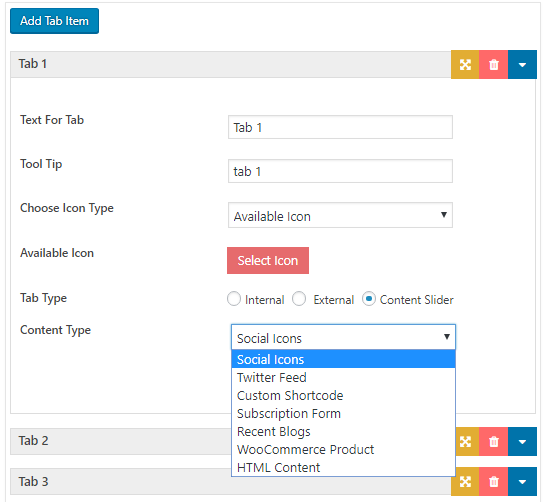 Add Tab Item
Tab 1
Text For Tab Tab 1
Tool Tip tab 1
Choose Icon Type Available Icon
Available Icon Select Icon
Tab Type Internal External Content Slider
Content Type Social Icons
Social Icons
Twitter Feed
Custom Shortcode
Subscription Form
Recent Blogs
WooCommerce Product
HTML Content
Tab 2
Tab 3